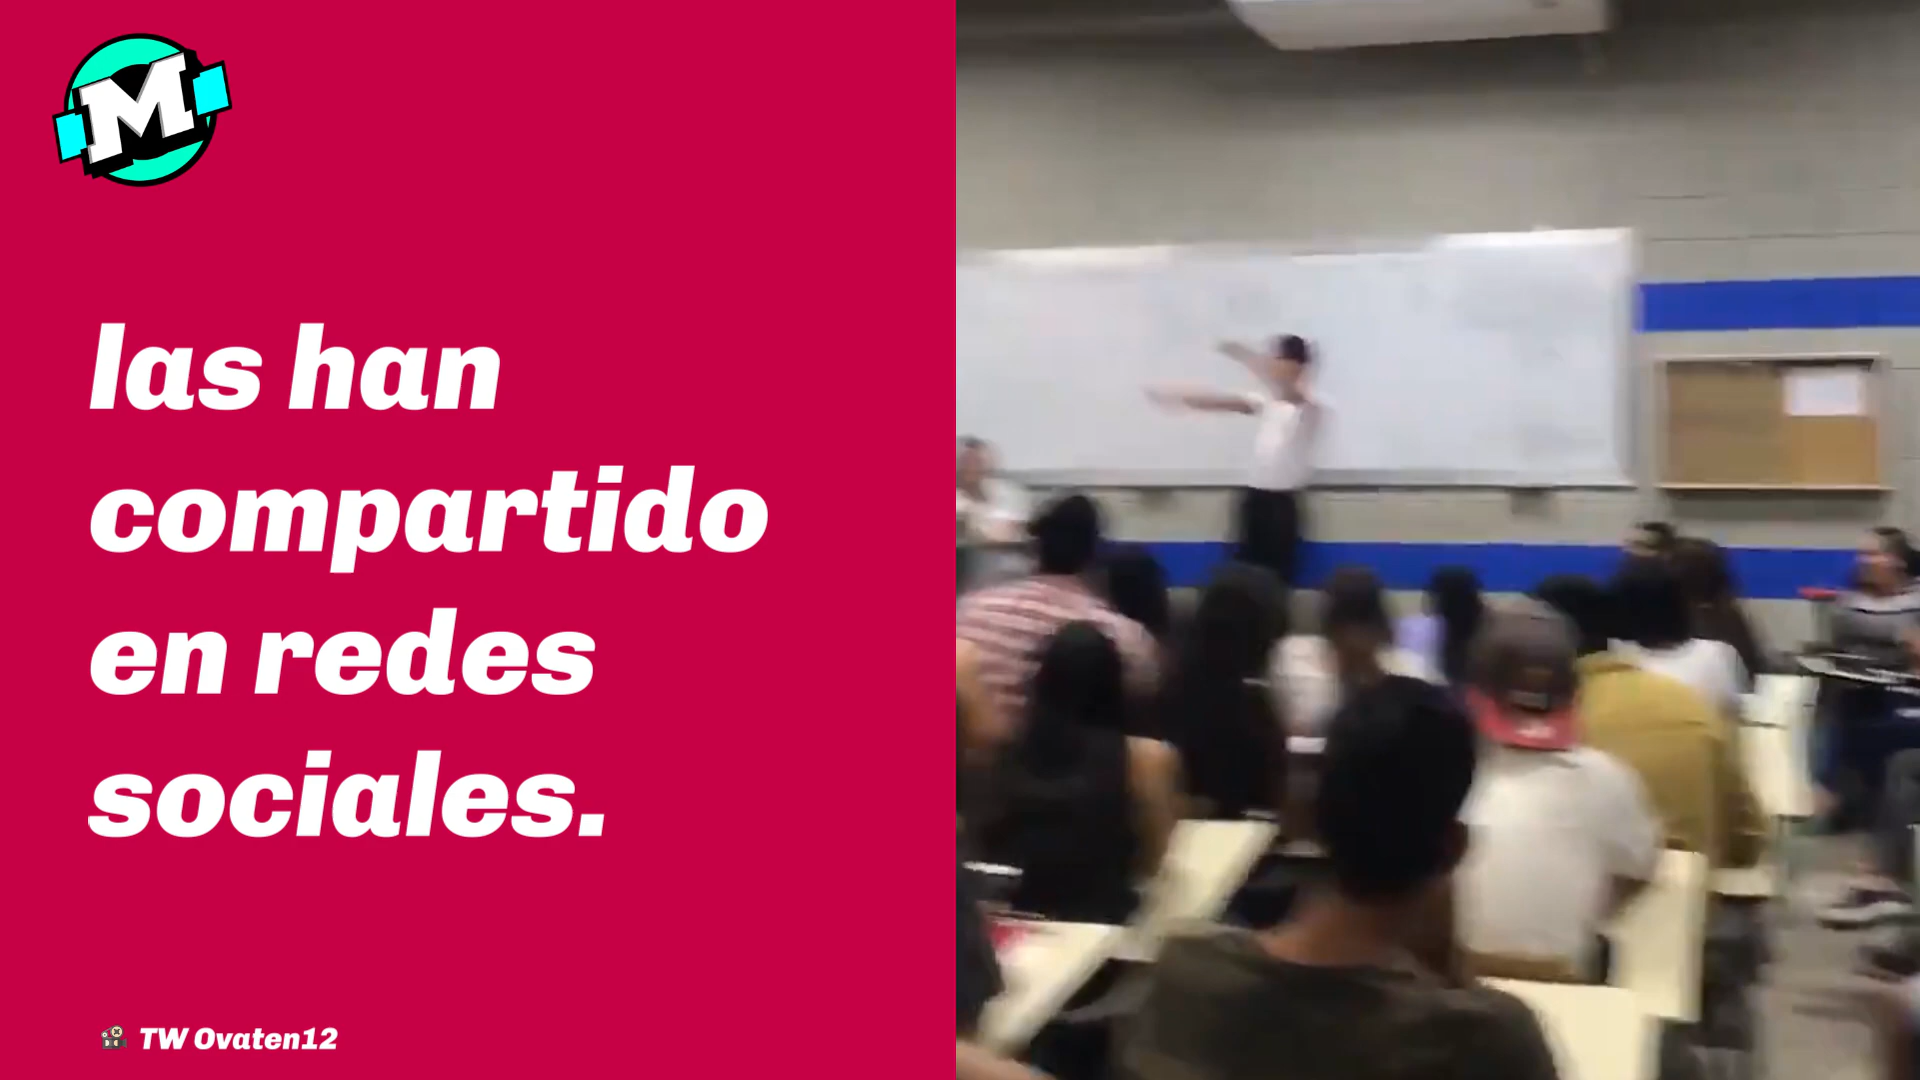 M
las han
compartido
en redes
sociales.
TW Ovaten12